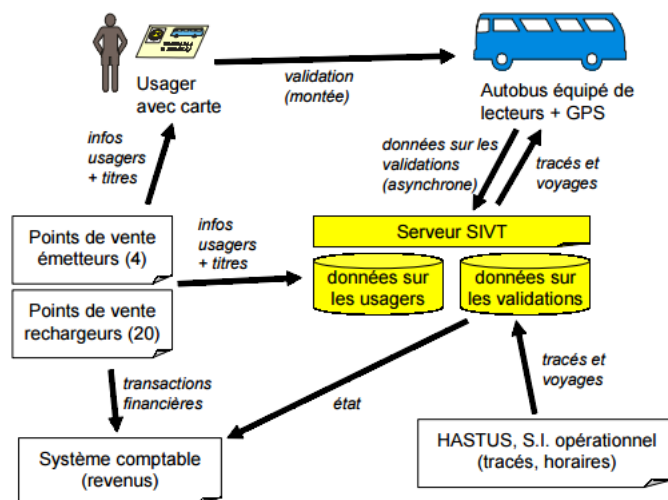 Usager
avec carte
validation
(montée)
Autobus équipé de
lecteurs + GPS
infos
usagers
+ titres
données sur les
validations
(asynchrone)
tracés et
voyages
Points de vente
émetteurs (4)
infos
usagers
+ titres
Serveur SIVT
données sur
les usagers
données sur
les validations
Points de vente
rechargeurs (20)
transactions
financières
état
tracés et
voyages
Système comptable
(revenus)
HASTUS, S.I. opérationnel
(tracés, horaires)